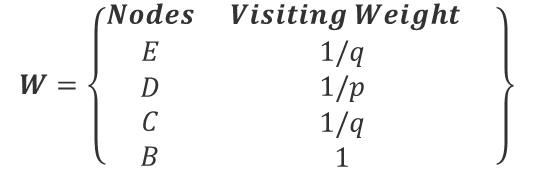 Nodes Visiting Weight
E 1/q
W = D 1/p
C 1/q
B 1